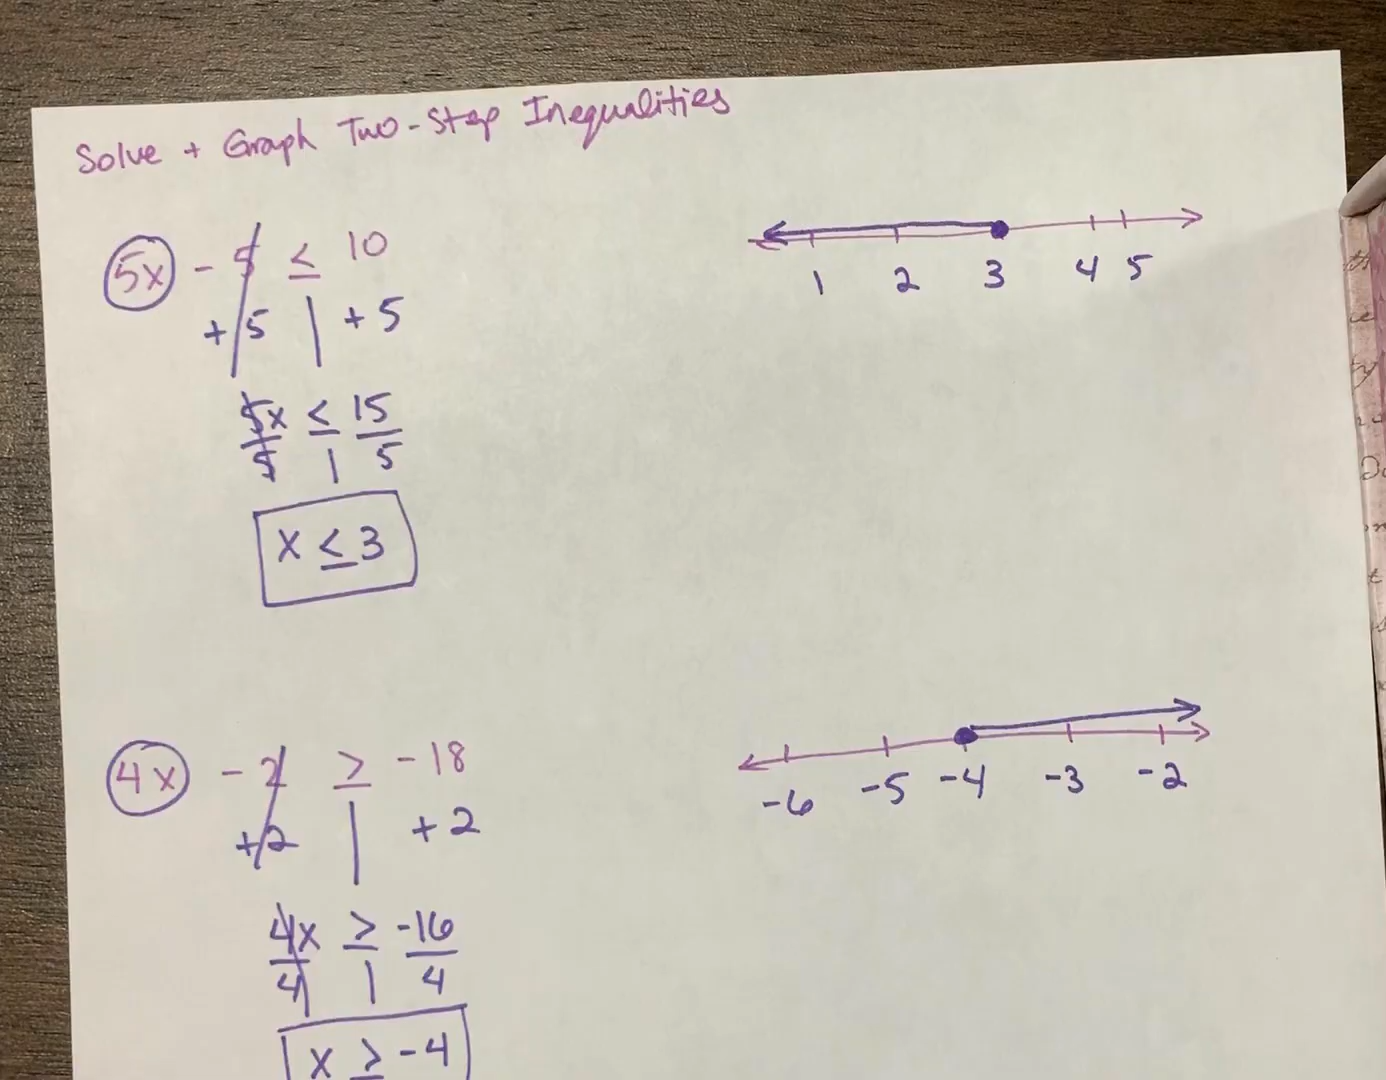 Solve + Graph Two-Step Inequalities
5x - 5 ≤ 10
+ 5 | + 5
5x ≤ 15
5 | 5
x ≤ 3
1 2 3 4 5
4x - 2 ≥ -18
+2 | + 2
4x ≥ -16
4 | 4
x ≥ -4
-6 -5 -4 -3 -2